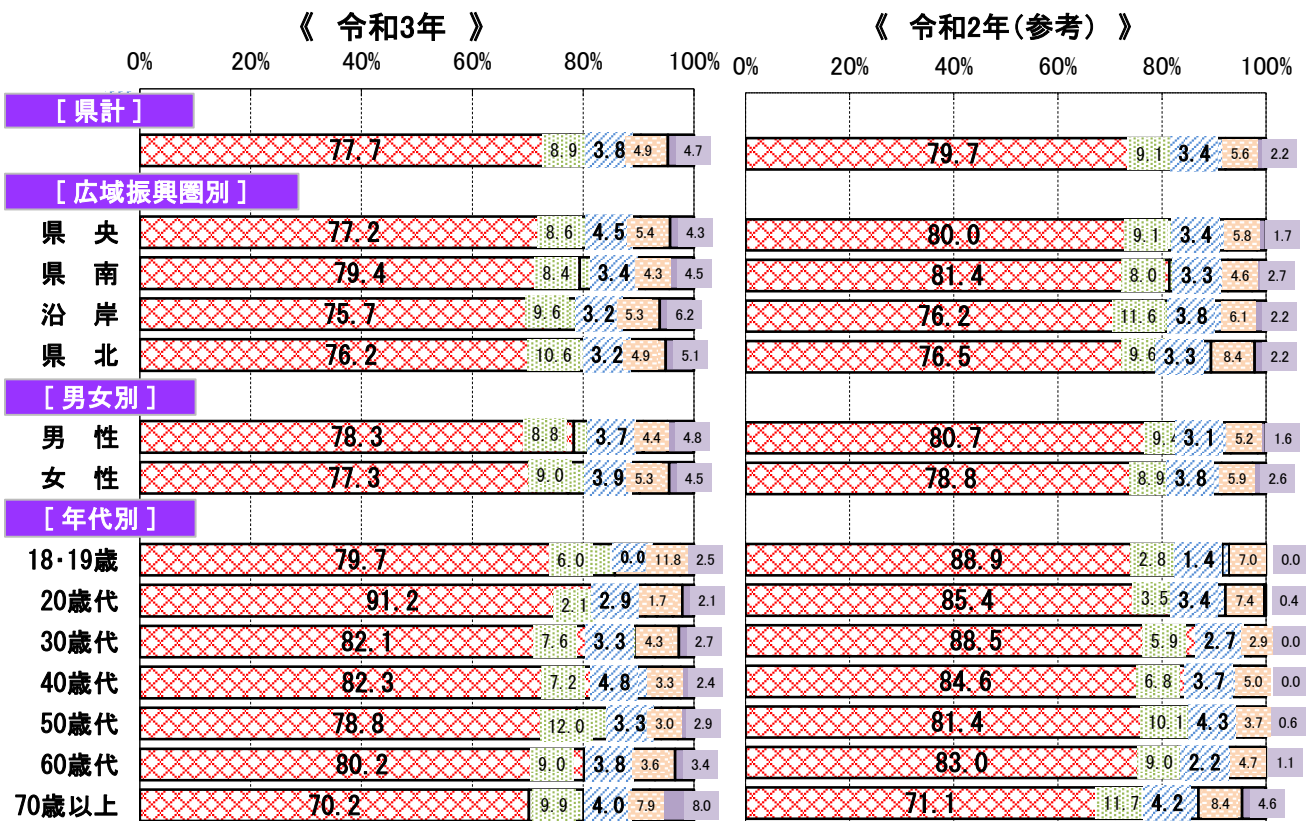 《 令和3年 》 《 令和2年(参考) 》
0% 20% 40% 60% 80% 100% 0% 20% 40% 60% 80% 100%
[ 県計 ]
77.7 8.9 3.8 4.9 4.7 79.7 9.1 3.4 5.6 2.2
[ 広域振興圏別 ]
県 央 77.2 8.6 4.5 5.4 4.3 80.0 9.1 3.4 5.8 1.7
県 南 79.4 8.4 3.4 4.3 4.5 81.4 8.0 3.3 4.6 2.7
沿 岸 75.7 9.6 3.2 5.3 6.2 76.2 11.6 3.8 6.1 2.2
県 北 76.2 10.6 3.2 4.9 5.1 76.5 9.6 3.3 8.4 2.2
[ 男女別 ]
男 性 78.3 8.8 3.7 4.4 4.8 80.7 9.4 3.1 5.2 1.6
女 性 77.3 9.0 3.9 5.3 4.5 78.8 8.9 3.8 5.9 2.6
[ 年代別 ]
18・19歳 79.7 6.0 0.0 11.8 2.5 88.9 2.8 1.4 7.0 0.0
20歳代 91.2 2.1 2.9 1.7 2.1 85.4 3.5 3.4 7.4 0.4
30歳代 82.1 7.6 3.3 4.3 2.7 88.5 5.9 2.7 2.9 0.0
40歳代 82.3 7.2 4.8 3.3 2.4 84.6 6.8 3.7 5.0 0.0
50歳代 78.8 12.0 3.3 3.0 2.9 81.4 10.1 4.3 3.7 0.6
60歳代 80.2 9.0 3.8 3.6 3.4 83.0 9.0 2.2 4.7 1.1
70歳以上 70.2 9.9 4.0 7.9 8.0 71.1 11.7 4.2 8.4 4.6